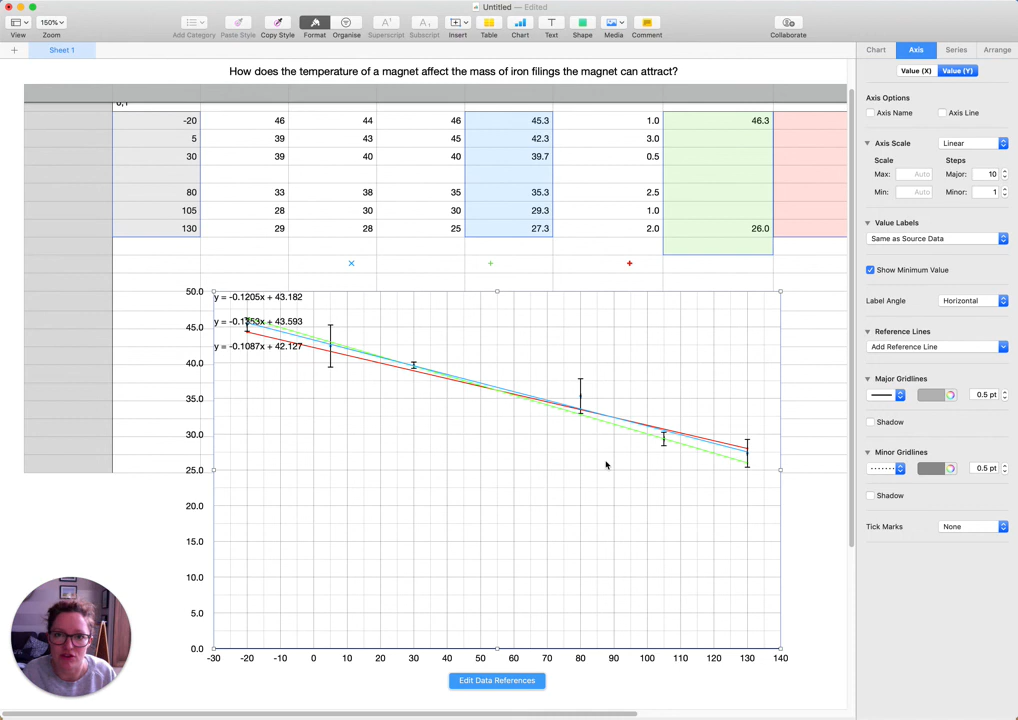 Untitled — Edited
150%
View
Zoom
Add Category
Paste Style
Copy Style
Format
Organise
Superscript
Subscript
Insert
Table
Chart
Text
Shape
Media
Comment
Collaborate
Sheet 1
How does the temperature of a magnet affect the mass of iron filings the magnet can attract?
-20 46 44 46 45.3 1.0 46.3
5 39 43 45 42.3 3.0
30 39 40 40 39.7 0.5
80 33 38 35 35.3 2.5
105 28 30 30 29.3 1.0
130 29 28 25 27.3 2.0 26.0
50.0
45.0
40.0
35.0
30.0
25.0
20.0
15.0
10.0
5.0
0.0
y = -0.1205x + 43.182
y = -0.1353x + 43.593
y = -0.1087x + 42.127
-30 -20 -10 0 10 20 30 40 50 60 70 80 90 100 110 120 130 140
Edit Data References
Chart Axis Series Arrange
Value (X) Value (Y)
Axis Options
Axis Name Axis Line
Axis Scale Linear
Scale Steps
Max: Auto Major: 10
Min: Auto Minor: 1
Value Labels
Same as Source Data
Show Minimum Value
Label Angle Horizontal
Reference Lines
Add Reference Line
Major Gridlines
0.5 pt
Shadow
Minor Gridlines
0.5 pt
Shadow
Tick Marks None